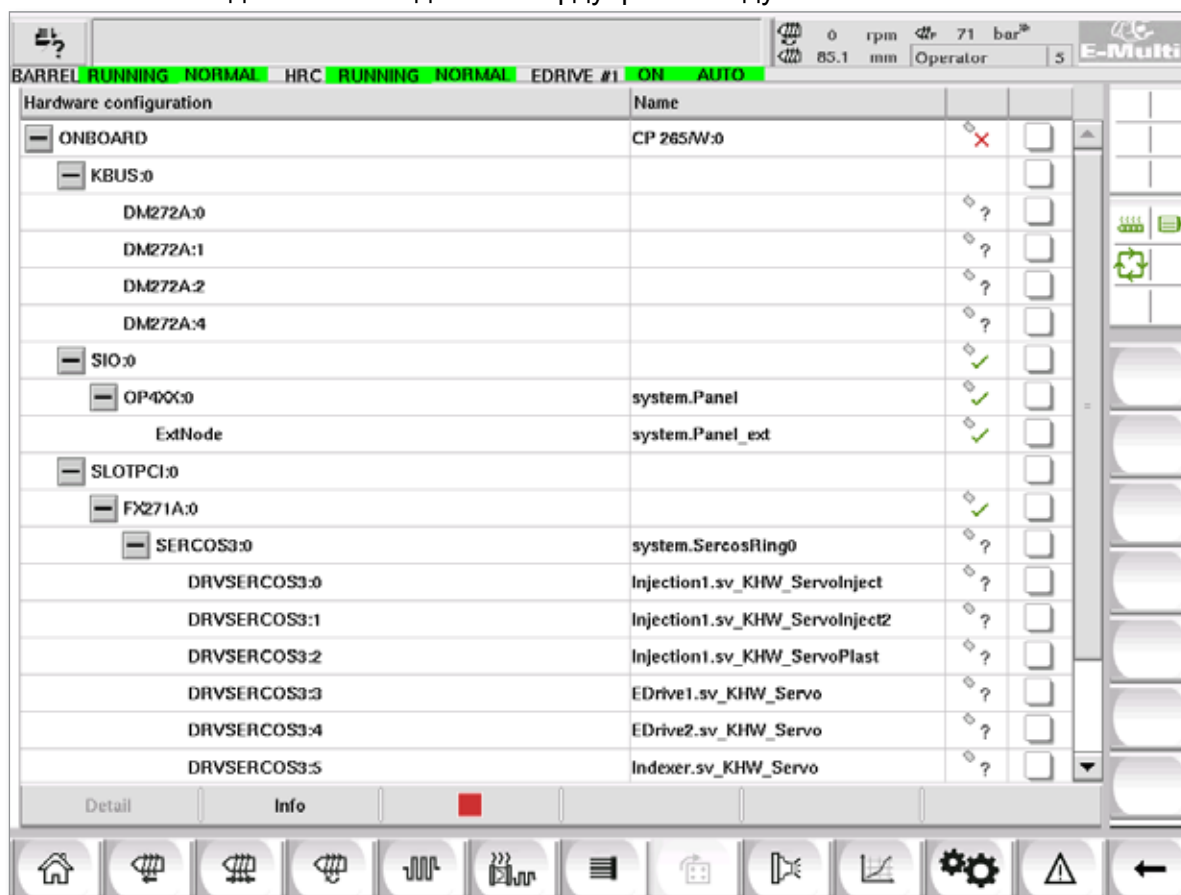 0 rpm 71 bar
85.1 mm Operator 5 E-Multi
BARREL RUNNING NORMAL HRC RUNNING NORMAL EDRIVE #1 ON AUTO
Hardware configuration Name
ONBOARD CP 265/W:0
KBUS:0
DM272A:0
DM272A:1
DM272A:2
DM272A:4
SIO:0
OP4XX:0 system.Panel
ExtNode system.Panel_ext
SLOTPCI:0
FX271A:0
SERCOS3:0 system.SercosRing0
DRVSERCOS3:0 Injection1.sv_KHW_ServoInject
DRVSERCOS3:1 Injection1.sv_KHW_ServoInject2
DRVSERCOS3:2 Injection1.sv_KHW_ServoPlast
DRVSERCOS3:3 EDrive1.sv_KHW_Servo
DRVSERCOS3:4 EDrive2.sv_KHW_Servo
DRVSERCOS3:5 Indexer.sv_KHW_Servo
Detail Info